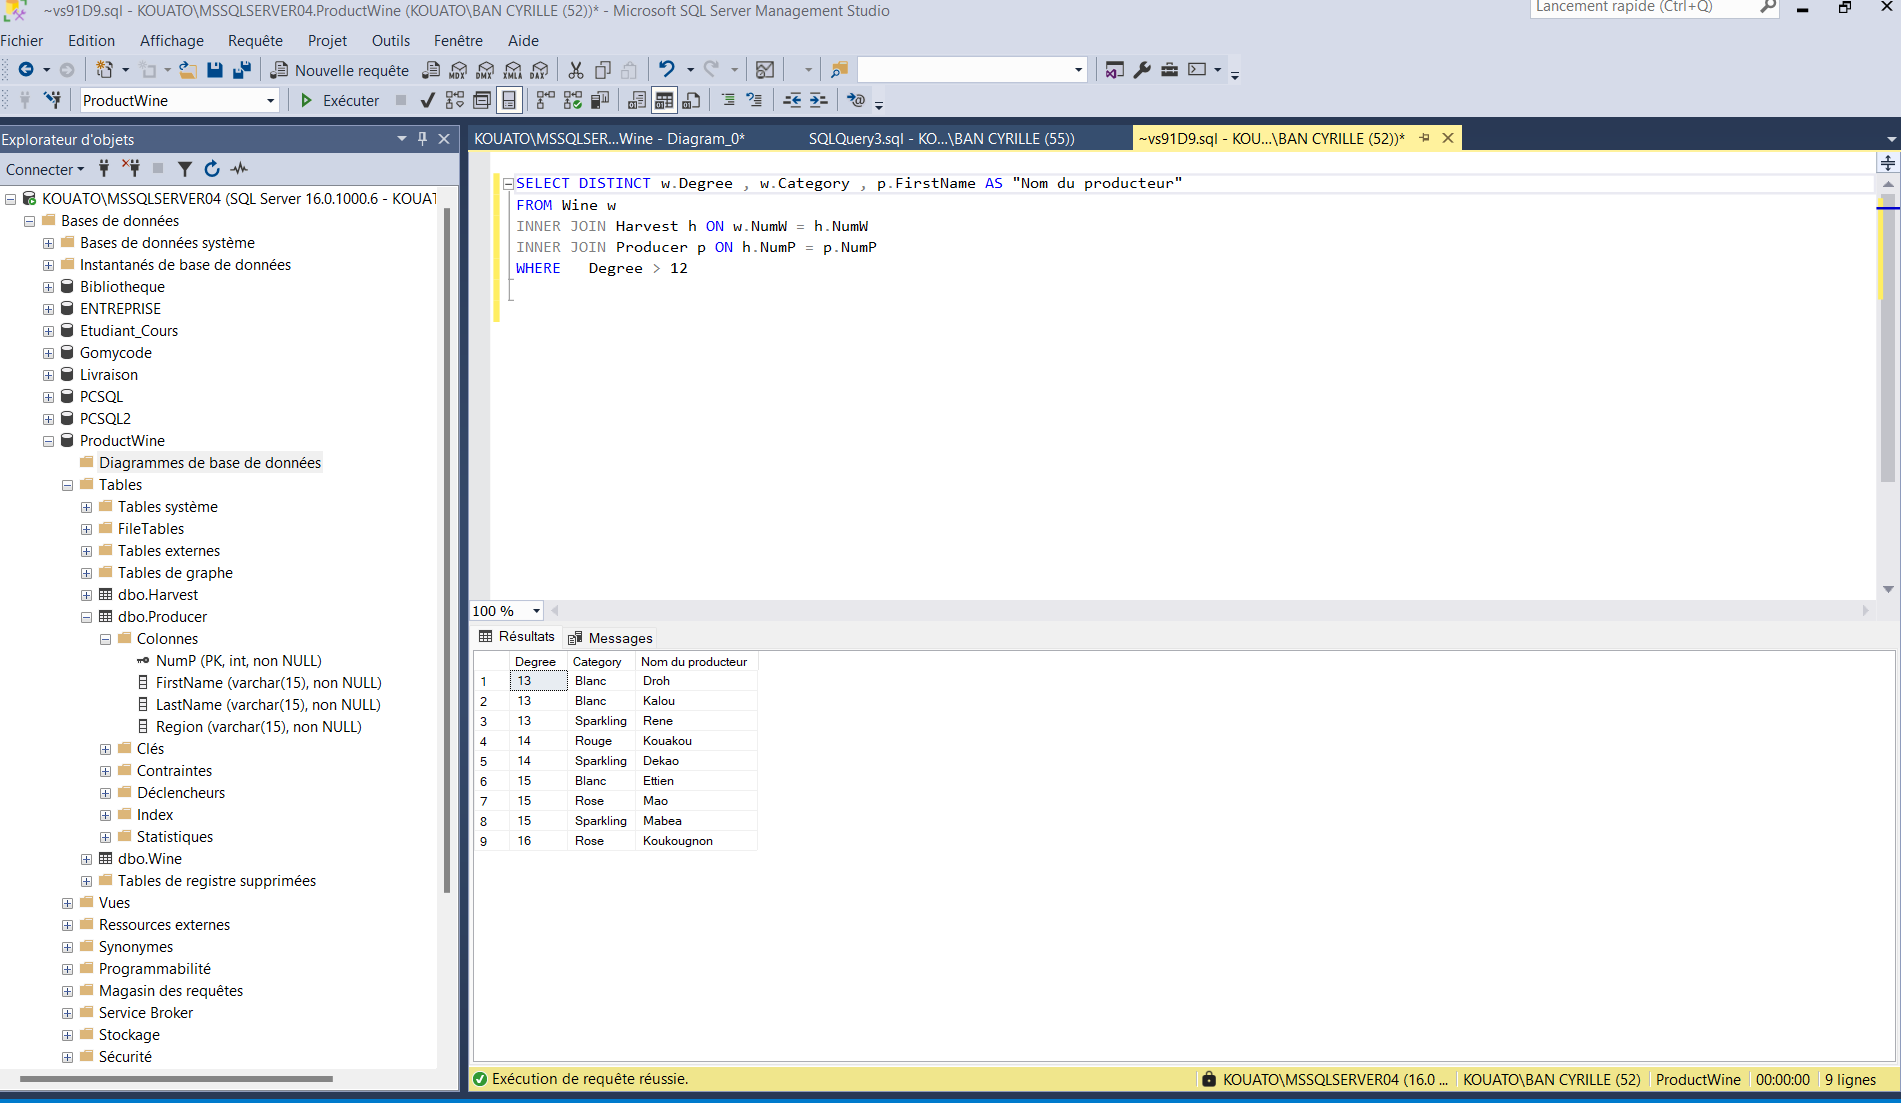 ~vs91D9.sql - KOUATO\MSSQLSERVER04.ProductWine (KOUATO\BAN CYRILLE (52))* - Microsoft SQL Server Management Studio
Lancement rapide (Ctrl+Q)
Fichier Edition Affichage Requête Projet Outils Fenêtre Aide
Nouvelle requête MDX DMX XMLA DAX
ProductWine Exécuter
Explorateur d'objets
Connecter
KOUATO\MSSQLSERVER04 (SQL Server 16.0.1000.6 - KOUAT
Bases de données
Bases de données système
Instantanés de base de données
Bibliotheque
ENTREPRISE
Etudiant_Cours
Gomycode
Livraison
PCSQL
PCSQL2
ProductWine
Diagrammes de base de données
Tables
Tables système
FileTables
Tables externes
Tables de graphe
dbo.Harvest
dbo.Producer
Colonnes
NumP (PK, int, non NULL)
FirstName (varchar(15), non NULL)
LastName (varchar(15), non NULL)
Region (varchar(15), non NULL)
Clés
Contraintes
Déclencheurs
Index
Statistiques
dbo.Wine
Tables de registre supprimées
Vues
Ressources externes
Synonymes
Programmabilité
Magasin des requêtes
Service Broker
Stockage
Sécurité
KOUATO\MSSQLSER...Wine - Diagram_0* SQLQuery3.sql - KO...\BAN CYRILLE (55)) ~vs91D9.sql - KOU...\BAN CYRILLE (52))*
SELECT DISTINCT w.Degree , w.Category , p.FirstName AS "Nom du producteur"
FROM Wine w
INNER JOIN Harvest h ON w.NumW = h.NumW
INNER JOIN Producer p ON h.NumP = p.NumP
WHERE Degree > 12
100 %
Résultats Messages
Degree Category Nom du producteur
1 13 Blanc Droh
2 13 Blanc Kalou
3 13 Sparkling Rene
4 14 Rouge Kouakou
5 14 Sparkling Dekao
6 15 Blanc Ettien
7 15 Rose Mao
8 15 Sparkling Mabea
9 16 Rose Koukougnon
Exécution de requête réussie. KOUATO\MSSQLSERVER04 (16.0 ... KOUATO\BAN CYRILLE (52) ProductWine 00:00:00 9 lignes